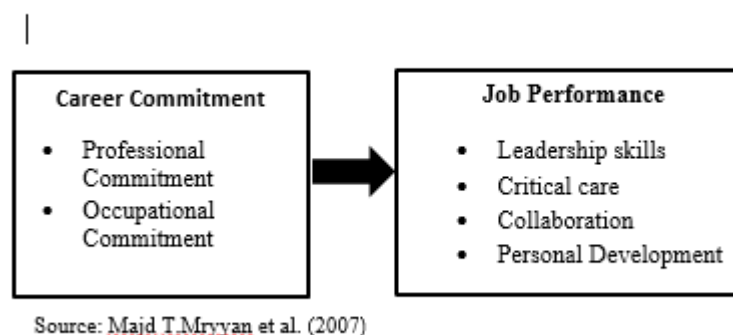 Career Commitment
• Professional
Commitment
• Occupational
Commitment
Job Performance
• Leadership skills
• Critical care
• Collaboration
• Personal Development
Source: Majd T.Mryyan et al. (2007)